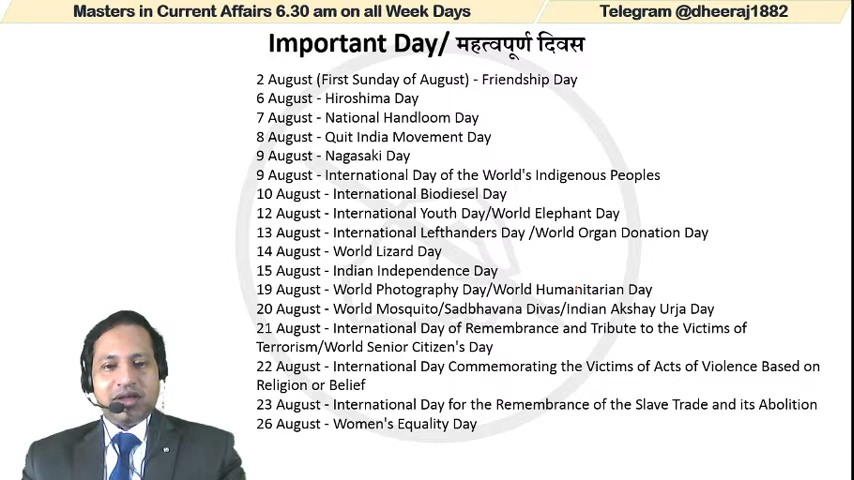 Masters in Current Affairs 6.30 am on all Week Days
Telegram @dheeraj1882
Important Day/ महत्वपूर्ण दिवस
2 August (First Sunday of August) - Friendship Day
6 August - Hiroshima Day
7 August - National Handloom Day
8 August - Quit India Movement Day
9 August - Nagasaki Day
9 August - International Day of the World's Indigenous Peoples
10 August - International Biodiesel Day
12 August - International Youth Day/World Elephant Day
13 August - International Lefthanders Day /World Organ Donation Day
14 August - World Lizard Day
15 August - Indian Independence Day
19 August - World Photography Day/World Humanitarian Day
20 August - World Mosquito/Sadbhavana Divas/Indian Akshay Urja Day
21 August - International Day of Remembrance and Tribute to the Victims of
Terrorism/World Senior Citizen's Day
22 August - International Day Commemorating the Victims of Acts of Violence Based on
Religion or Belief
23 August - International Day for the Remembrance of the Slave Trade and its Abolition
26 August - Women's Equality Day